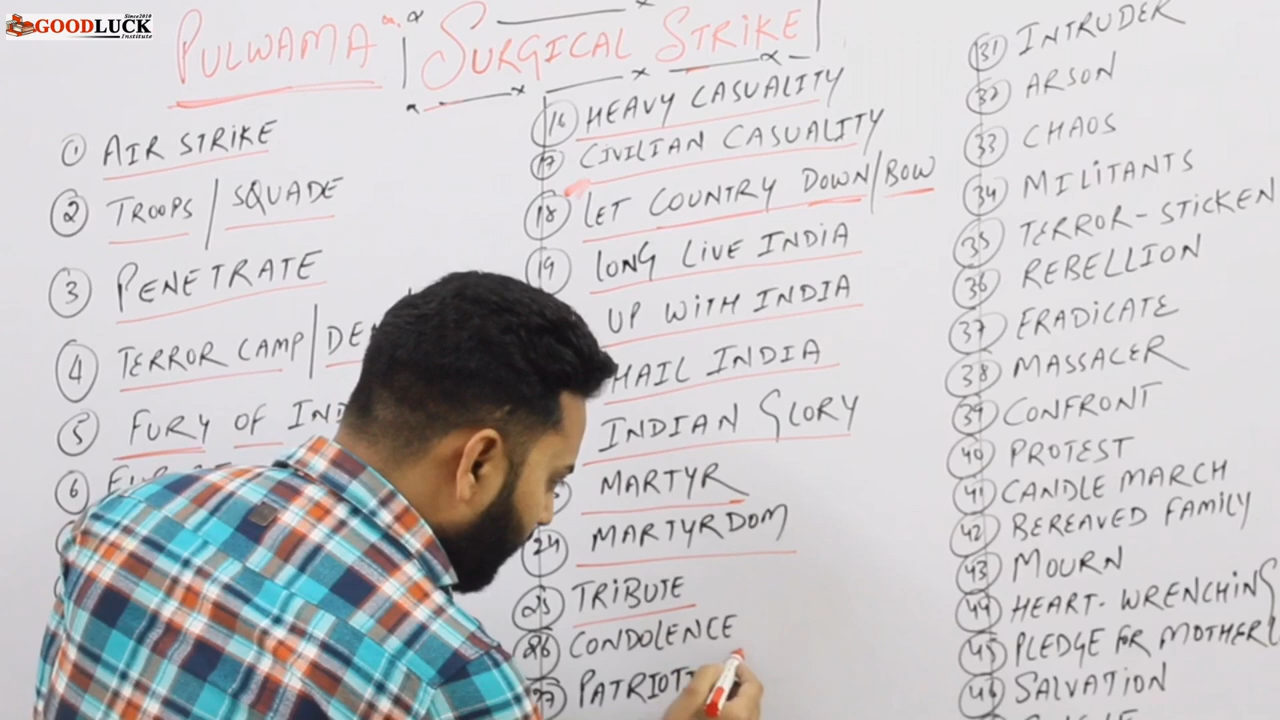 Since2010
GOODLUCK
Institute
PULWAMA | SURGICAL STRIKE
1 AIR STRIKE
2 TROOPS / SQUADE
3 PENETRATE
4 TERROR CAMP /
5 FURY OF
6
16 HEAVY CASUALITY
17 CIVILIAN CASUALITY
18 LET COUNTRY DOWN / BOW
19 LONG LIVE INDIA
UP WITH INDIA
HAIL INDIA
INDIAN GLORY
MARTYR
24 MARTYRDOM
25 TRIBUTE
26 CONDOLENCE
27
31 INTRUDER
32 ARSON
33 CHAOS
34 MILITANTS
35 TERROR-STICKEN
36 REBELLION
37 ERADICATE
38 MASSACER
39 CONFRONT
40 PROTEST
41 CANDLE MARCH
42 BEREAVED FAMILY
43 MOURN
44 HEART-WRENCHING
45 PLEDGE FOR
46 SALVATION